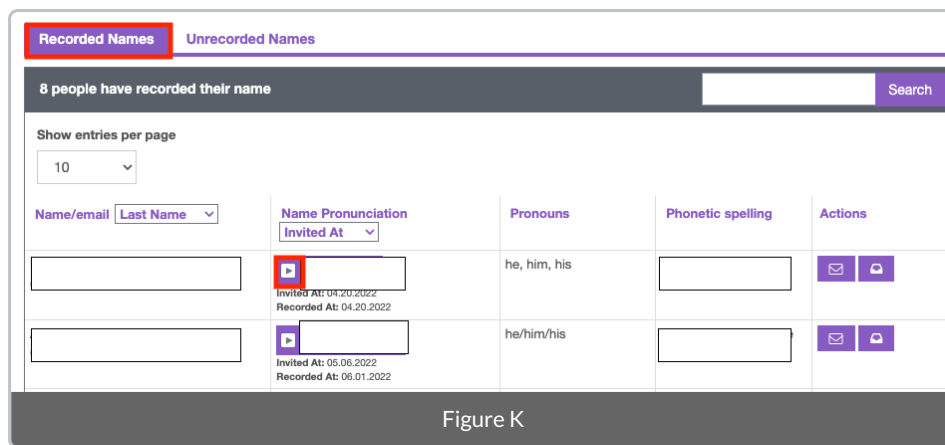 Recorded Names Unrecorded Names
8 people have recorded their name Search
Show entries per page
10
Name/email Last Name Name Pronunciation Pronouns Phonetic spelling Actions
Invited At
he, him, his
Invited At: 04.20.2022
Recorded At: 04.20.2022
he/him/his
Invited At: 05.06.2022
Recorded At: 06.01.2022
Figure K